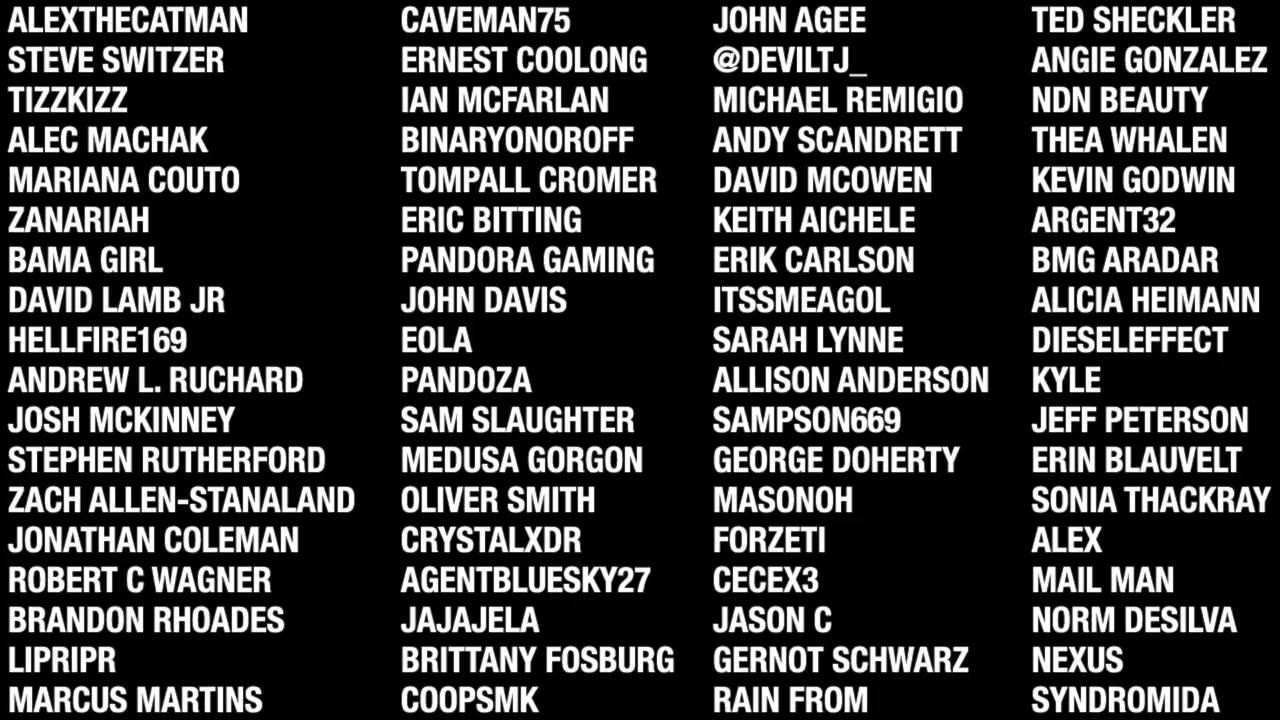 ALEXTHECATMAN
STEVE SWITZER
TIZZKIZZ
ALEC MACHAK
MARIANA COUTO
ZANARIAH
BAMA GIRL
DAVID LAMB JR
HELLFIRE169
ANDREW L. RUCHARD
JOSH MCKINNEY
STEPHEN RUTHERFORD
ZACH ALLEN-STANALAND
JONATHAN COLEMAN
ROBERT C WAGNER
BRANDON RHOADES
LIPRIPR
MARCUS MARTINS
CAVEMAN75
ERNEST COOLONG
IAN MCFARLAN
BINARYONOROFF
TOMPALL CROMER
ERIC BITTING
PANDORA GAMING
JOHN DAVIS
EOLA
PANDOZA
SAM SLAUGHTER
MEDUSA GORGON
OLIVER SMITH
CRYSTALXDR
AGENTBLUESKY27
JAJAJELA
BRITTANY FOSBURG
COOPSMK
JOHN AGEE
@DEVILTJ_
MICHAEL REMIGIO
ANDY SCANDRETT
DAVID MCOWEN
KEITH AICHELE
ERIK CARLSON
ITSSMEAGOL
SARAH LYNNE
ALLISON ANDERSON
SAMPSON669
GEORGE DOHERTY
MASONOH
FORZETI
CECEX3
JASON C
GERNOT SCHWARZ
RAIN FROM
TED SHECKLER
ANGIE GONZALEZ
NDN BEAUTY
THEA WHALEN
KEVIN GODWIN
ARGENT32
BMG ARADAR
ALICIA HEIMANN
DIESELEFFECT
KYLE
JEFF PETERSON
ERIN BLAUVELT
SONIA THACKRAY
ALEX
MAIL MAN
NORM DESILVA
NEXUS
SYNDROMIDA